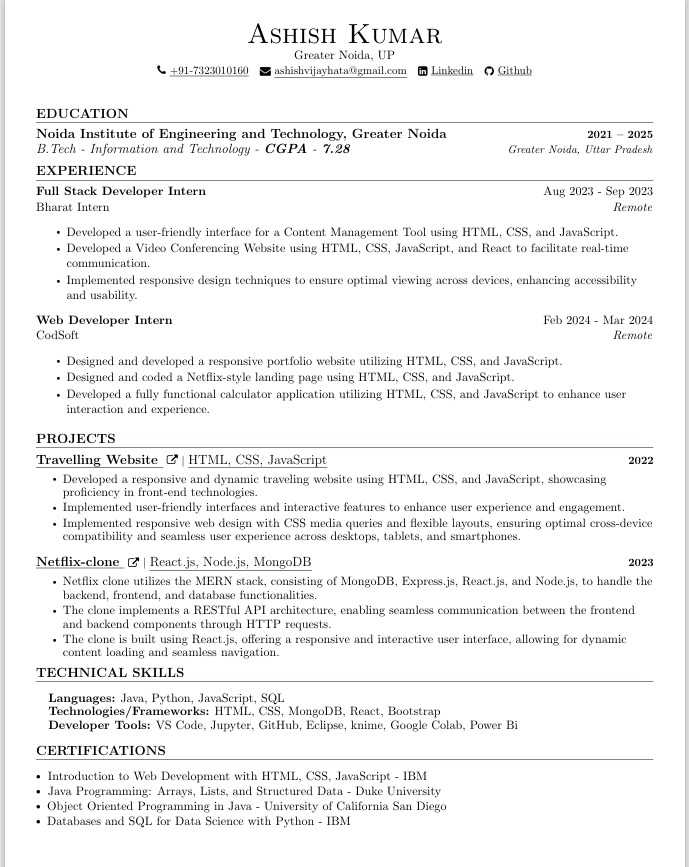 Ashish Kumar
Greater Noida, UP
+91-7323010160 ashishvijayhata@gmail.com Linkedin Github
EDUCATION
Noida Institute of Engineering and Technology, Greater Noida 2021 – 2025
B.Tech - Information and Technology - CGPA - 7.28 Greater Noida, Uttar Pradesh
EXPERIENCE
Full Stack Developer Intern Aug 2023 - Sep 2023
Bharat Intern Remote
• Developed a user-friendly interface for a Content Management Tool using HTML, CSS, and JavaScript.
• Developed a Video Conferencing Website using HTML, CSS, JavaScript, and React to facilitate real-time
communication.
• Implemented responsive design techniques to ensure optimal viewing across devices, enhancing accessibility
and usability.
Web Developer Intern Feb 2024 - Mar 2024
CodSoft Remote
• Designed and developed a responsive portfolio website utilizing HTML, CSS, and JavaScript.
• Designed and coded a Netflix-style landing page using HTML, CSS, and JavaScript.
• Developed a fully functional calculator application utilizing HTML, CSS, and JavaScript to enhance user
interaction and experience.
PROJECTS
Travelling Website | HTML, CSS, JavaScript 2022
• Developed a responsive and dynamic traveling website using HTML, CSS, and JavaScript, showcasing
proficiency in front-end technologies.
• Implemented user-friendly interfaces and interactive features to enhance user experience and engagement.
• Implemented responsive web design with CSS media queries and flexible layouts, ensuring optimal cross-device
compatibility and seamless user experience across desktops, tablets, and smartphones.
Netflix-clone | React.js, Node.js, MongoDB 2023
• Netflix clone utilizes the MERN stack, consisting of MongoDB, Express.js, React.js, and Node.js, to handle the
backend, frontend, and database functionalities.
• The clone implements a RESTful API architecture, enabling seamless communication between the frontend
and backend components through HTTP requests.
• The clone is built using React.js, offering a responsive and interactive user interface, allowing for dynamic
content loading and seamless navigation.
TECHNICAL SKILLS
Languages: Java, Python, JavaScript, SQL
Technologies/Frameworks: HTML, CSS, MongoDB, React, Bootstrap
Developer Tools: VS Code, Jupyter, GitHub, Eclipse, knime, Google Colab, Power Bi
CERTIFICATIONS
• Introduction to Web Development with HTML, CSS, JavaScript - IBM
• Java Programming: Arrays, Lists, and Structured Data - Duke University
• Object Oriented Programming in Java - University of California San Diego
• Databases and SQL for Data Science with Python - IBM